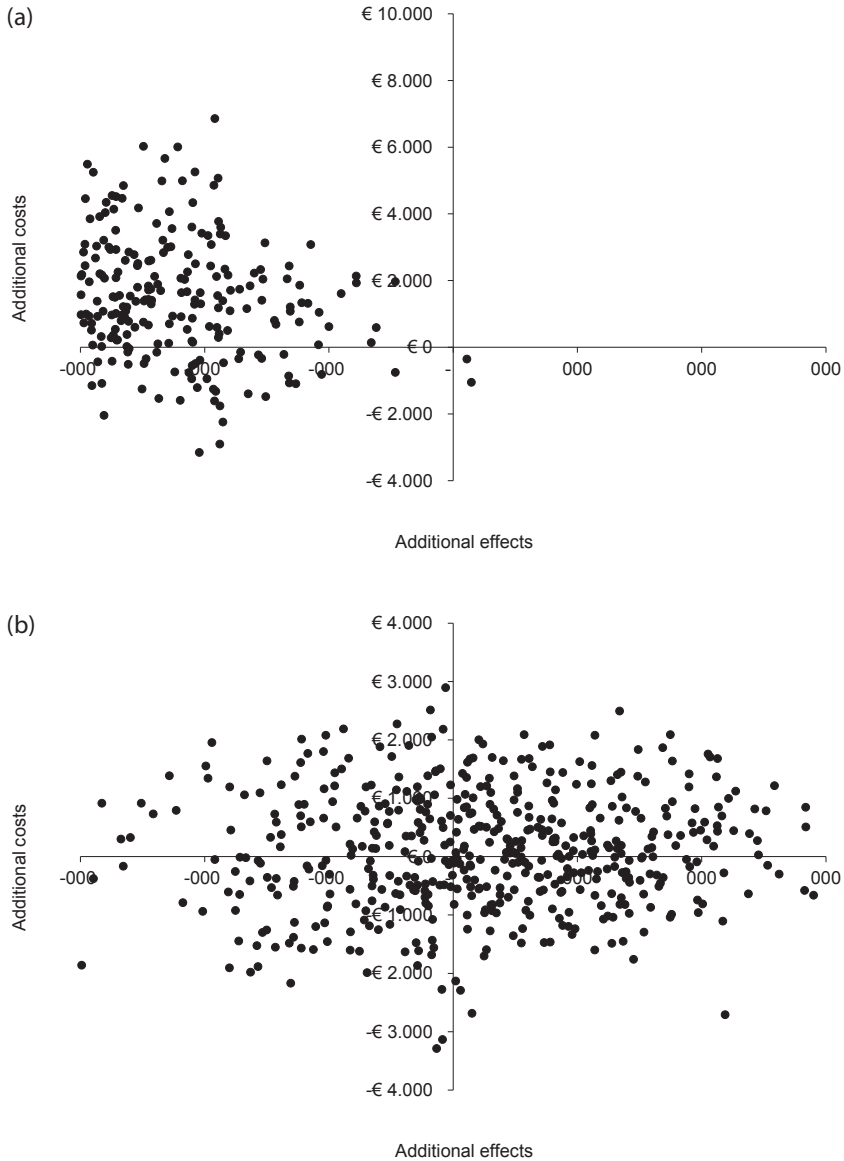 (a)
€ 10.000
€ 8.000
€ 6.000
€ 4.000
€ 2.000
€ 0
-€ 2.000
-€ 4.000
-000 -000 -000 - 000 000 000
Additional costs
Additional effects
(b)
€ 4.000
€ 3.000
€ 2.000
€ 1.000
€ 0
-€ 1.000
-€ 2.000
-€ 3.000
-€ 4.000
-000 -000 -000 000 000
Additional costs
Additional effects